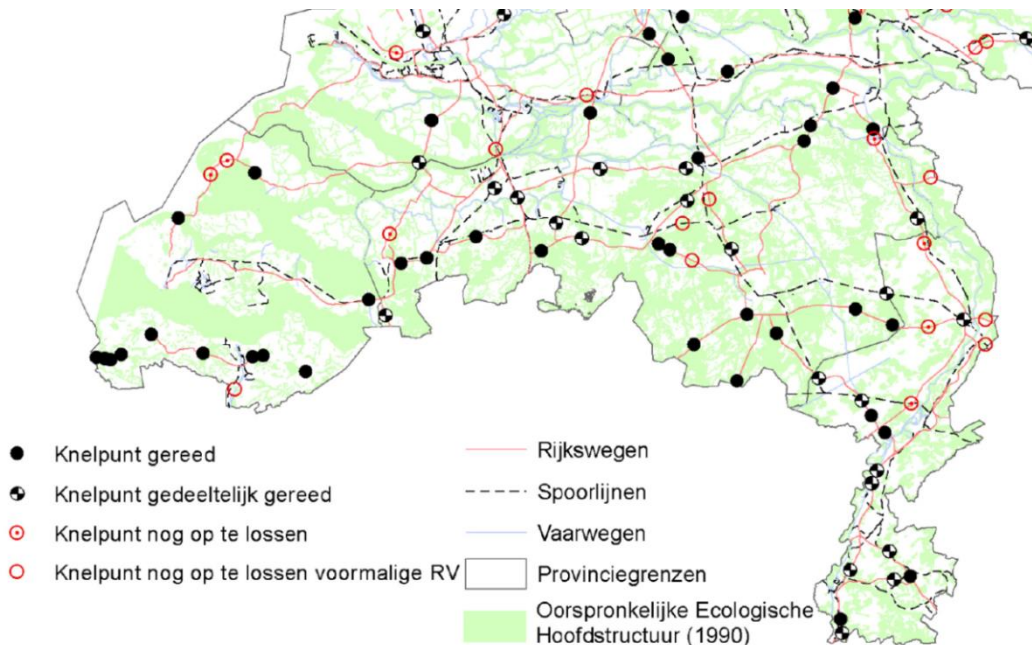 Knelpunt gereed
Knelpunt gedeeltelijk gereed
Knelpunt nog op te lossen
Knelpunt nog op te lossen voormalige RV
Rijkswegen
Spoorlijnen
Vaarwegen
Provinciegrenzen
Oorspronkelijke Ecologische
Hoofdstructuur (1990)